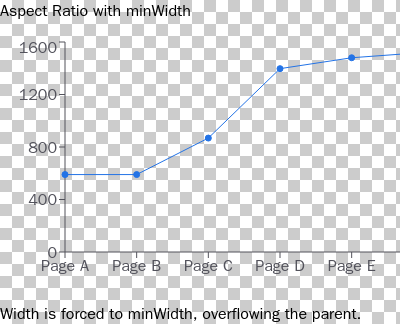 Aspect Ratio with minWidth
1600
1200
800
400
0
Page A Page B Page C Page D Page E
Width is forced to minWidth, overflowing the parent.